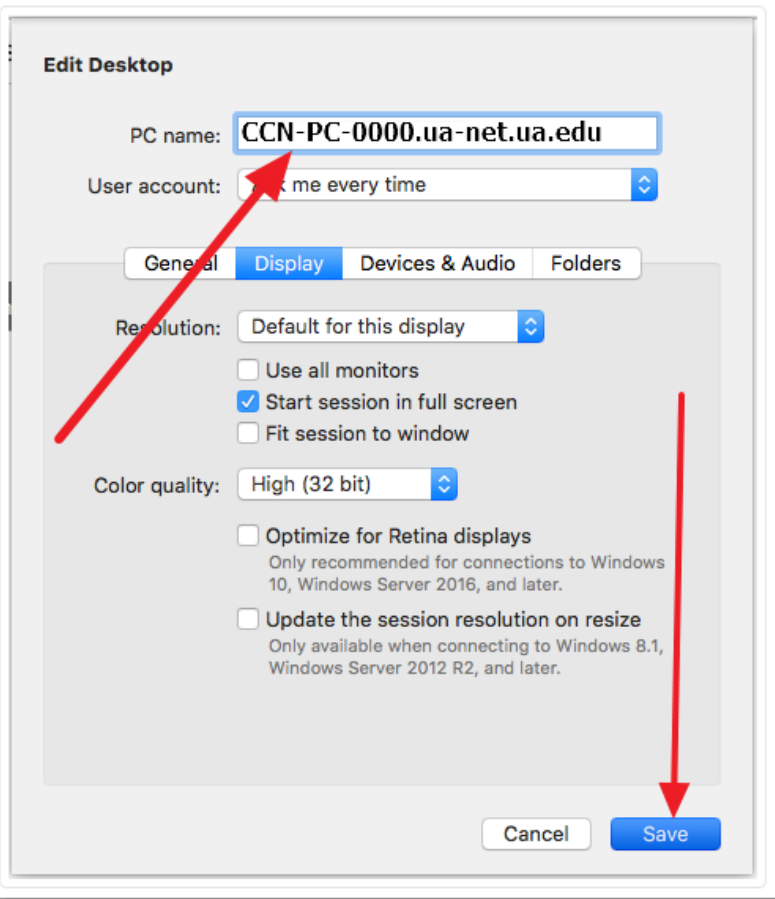 Edit Desktop
PC name: CCN-PC-0000.ua-net.ua.edu
User account: me every time
General Display Devices & Audio Folders
Resolution: Default for this display
Use all monitors
Start session in full screen
Fit session to window
Color quality: High (32 bit)
Optimize for Retina displays
Only recommended for connections to Windows
10, Windows Server 2016, and later.
Update the session resolution on resize
Only available when connecting to Windows 8.1,
Windows Server 2012 R2, and later.
Cancel Save